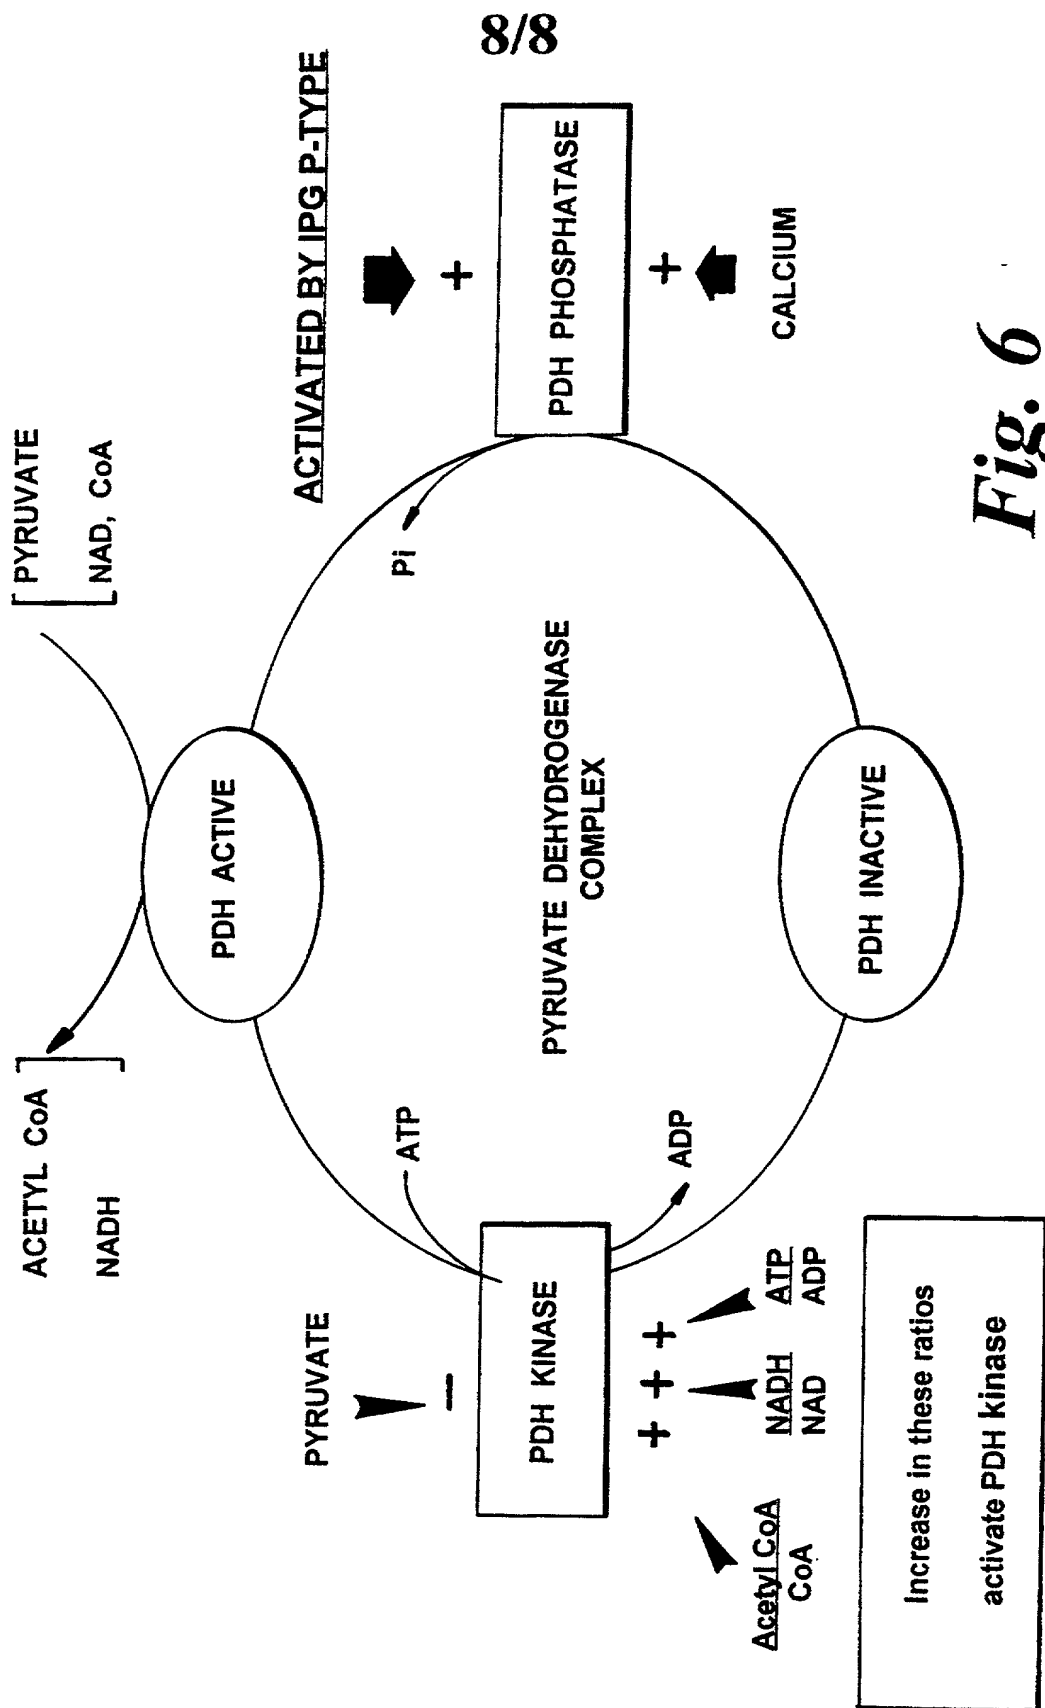 8/8
ACETYL CoA
NADH
PYRUVATE
NAD, CoA
PDH ACTIVE
ACTIVATED BY IPG P-TYPE
+
PYRUVATE
−
ATP
Pi
PDH KINASE
PYRUVATE DEHYDROGENASE
COMPLEX
PDH PHOSPHATASE
+ + +
ADP
+
Acetyl CoA
CoA
NADH
NAD
ATP
ADP
CALCIUM
PDH INACTIVE
Increase in these ratios
activate PDH kinase
Fig. 6